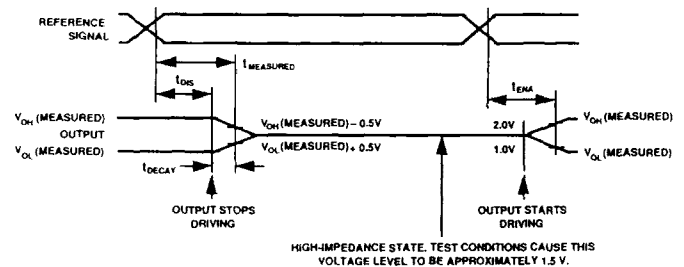 REFERENCE
SIGNAL
tMEASURED
tDIS
tENA
VOH (MEASURED)
VOH (MEASURED) – 0.5V
2.0V
VOH (MEASURED)
OUTPUT
VOL (MEASURED)
VOL (MEASURED) + 0.5V
1.0V
VOL (MEASURED)
tDECAY
OUTPUT STOPS
DRIVING
OUTPUT STARTS
DRIVING
HIGH-IMPEDANCE STATE. TEST CONDITIONS CAUSE THIS
VOLTAGE LEVEL TO BE APPROXIMATELY 1.5 V.